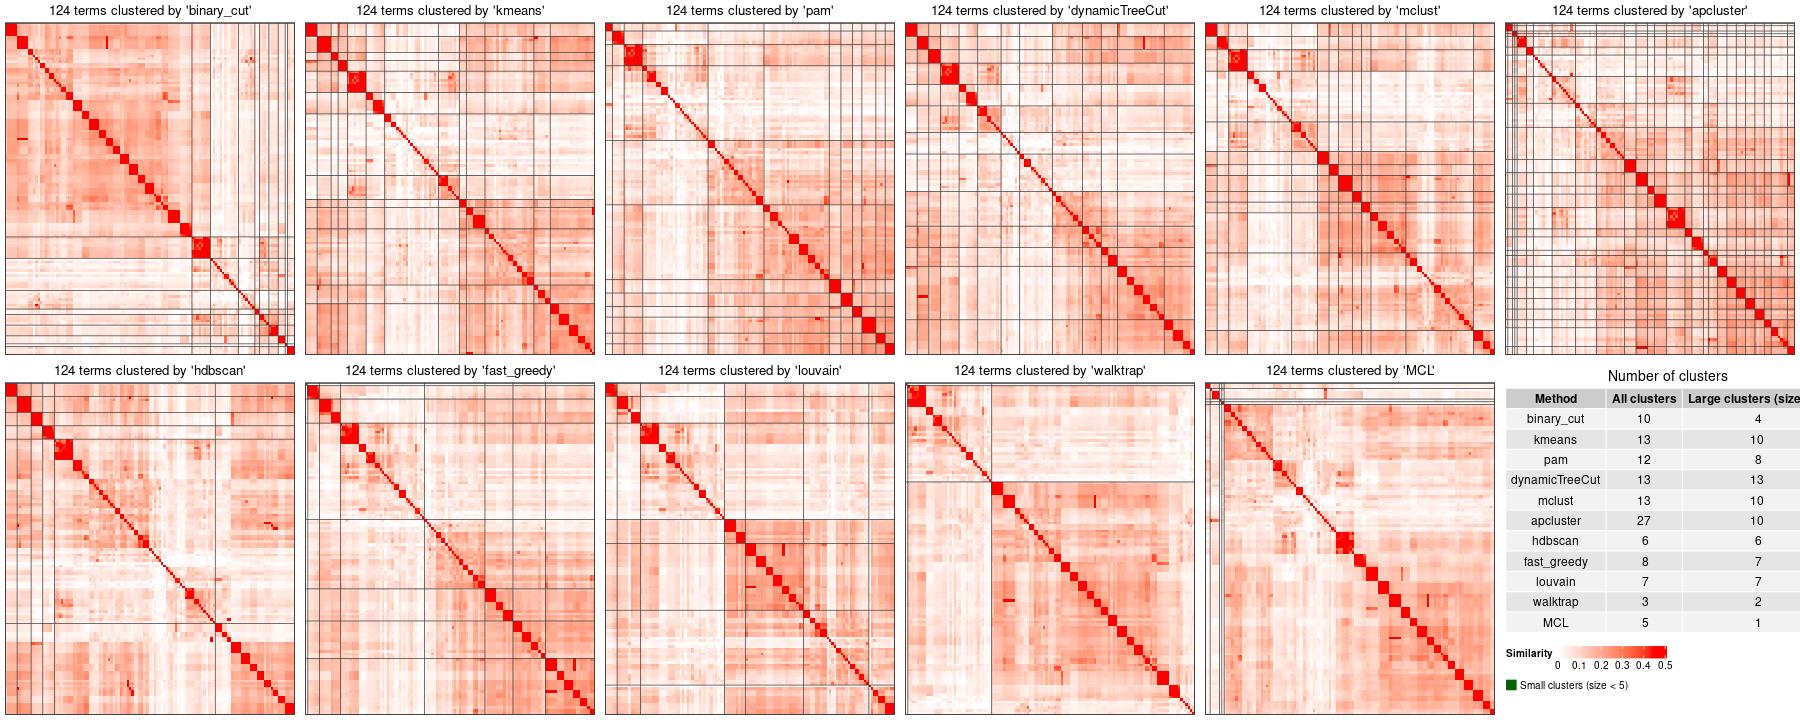 124 terms clustered by 'binary_cut'
124 terms clustered by 'kmeans'
124 terms clustered by 'pam'
124 terms clustered by 'dynamicTreeCut'
124 terms clustered by 'mclust'
124 terms clustered by 'apcluster'
124 terms clustered by 'hdbscan'
124 terms clustered by 'fast_greedy'
124 terms clustered by 'louvain'
124 terms clustered by 'walktrap'
124 terms clustered by 'MCL'
Number of clusters
Method All clusters Large clusters (size
binary_cut 10 4
kmeans 13 10
pam 12 8
dynamicTreeCut 13 13
mclust 13 10
apcluster 27 10
hdbscan 6 6
fast_greedy 8 7
louvain 7 7
walktrap 3 2
MCL 5 1
Similarity
0 0.1 0.2 0.3 0.4 0.5
Small clusters (size < 5)